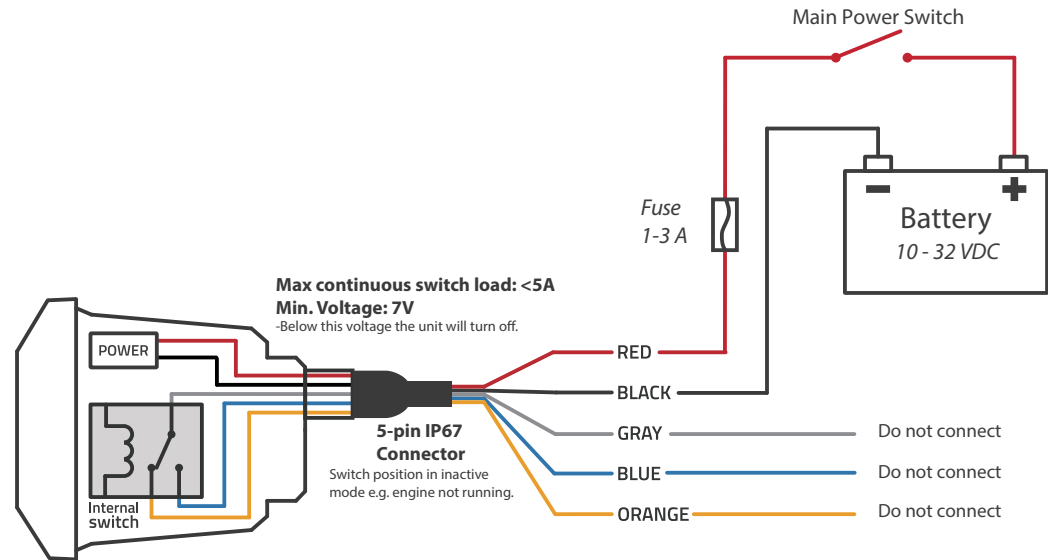 Main Power Switch
Fuse
1-3 A
Battery
10 - 32 VDC
Max continuous switch load: <5A
Min. Voltage: 7V
-Below this voltage the unit will turn off.
POWER
RED
BLACK
GRAY
Do not connect
BLUE
Do not connect
ORANGE
Do not connect
5-pin IP67
Connector
Switch position in inactive
mode e.g. engine not running.
Internal
switch